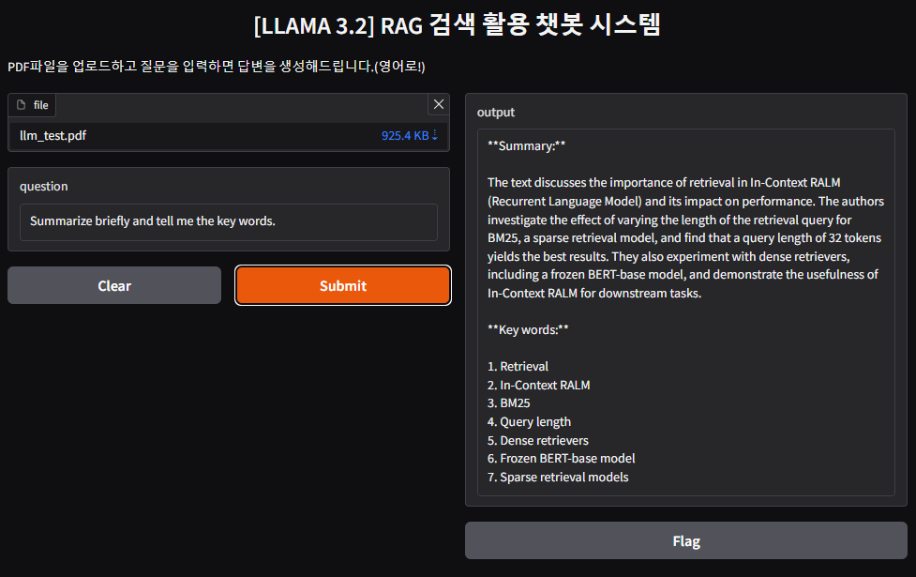 [LLAMA 3.2] RAG 검색 활용 챗봇 시스템
PDF파일을 업로드하고 질문을 입력하면 답변을 생성해드립니다.(영어로!)
file
llm_test.pdf 925.4 KB
question
Summarize briefly and tell me the key words.
Clear
Submit
output
**Summary:**
The text discusses the importance of retrieval in In-Context RALM
(Recurrent Language Model) and its impact on performance. The authors
investigate the effect of varying the length of the retrieval query for
BM25, a sparse retrieval model, and find that a query length of 32 tokens
yields the best results. They also experiment with dense retrievers,
including a frozen BERT-base model, and demonstrate the usefulness of
In-Context RALM for downstream tasks.
**Key words:**
1. Retrieval
2. In-Context RALM
3. BM25
4. Query length
5. Dense retrievers
6. Frozen BERT-base model
7. Sparse retrieval models
Flag